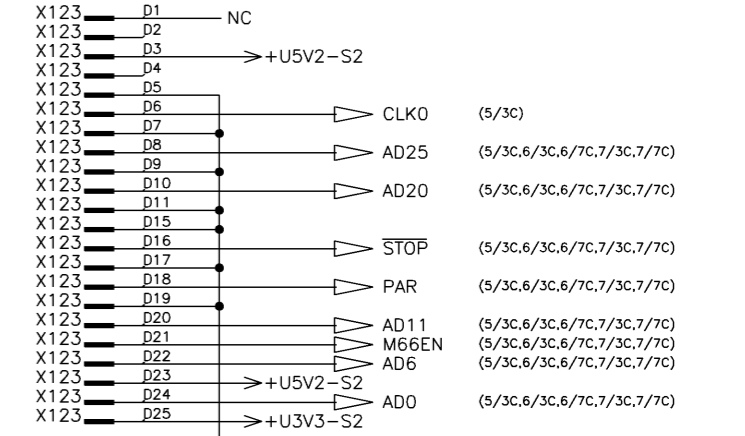 X123 D1 NC
X123 D2
X123 D3 +U5V2-S2
X123 D4
X123 D5
X123 D6 CLK0 (5/3C)
X123 D7
X123 D8 AD25 (5/3C,6/3C,6/7C,7/3C,7/7C)
X123 D9
X123 D10 AD20 (5/3C,6/3C,6/7C,7/3C,7/7C)
X123 D11
X123 D15
X123 D16 STOP (5/3C,6/3C,6/7C,7/3C,7/7C)
X123 D17
X123 D18 PAR (5/3C,6/3C,6/7C,7/3C,7/7C)
X123 D19
X123 D20 AD11 (5/3C,6/3C,6/7C,7/3C,7/7C)
X123 D21 M66EN (5/3C,6/3C,6/7C,7/3C,7/7C)
X123 D22 AD6 (5/3C,6/3C,6/7C,7/3C,7/7C)
X123 D23 +U5V2-S2
X123 D24 AD0 (5/3C,6/3C,6/7C,7/3C,7/7C)
X123 D25 +U3V3-S2